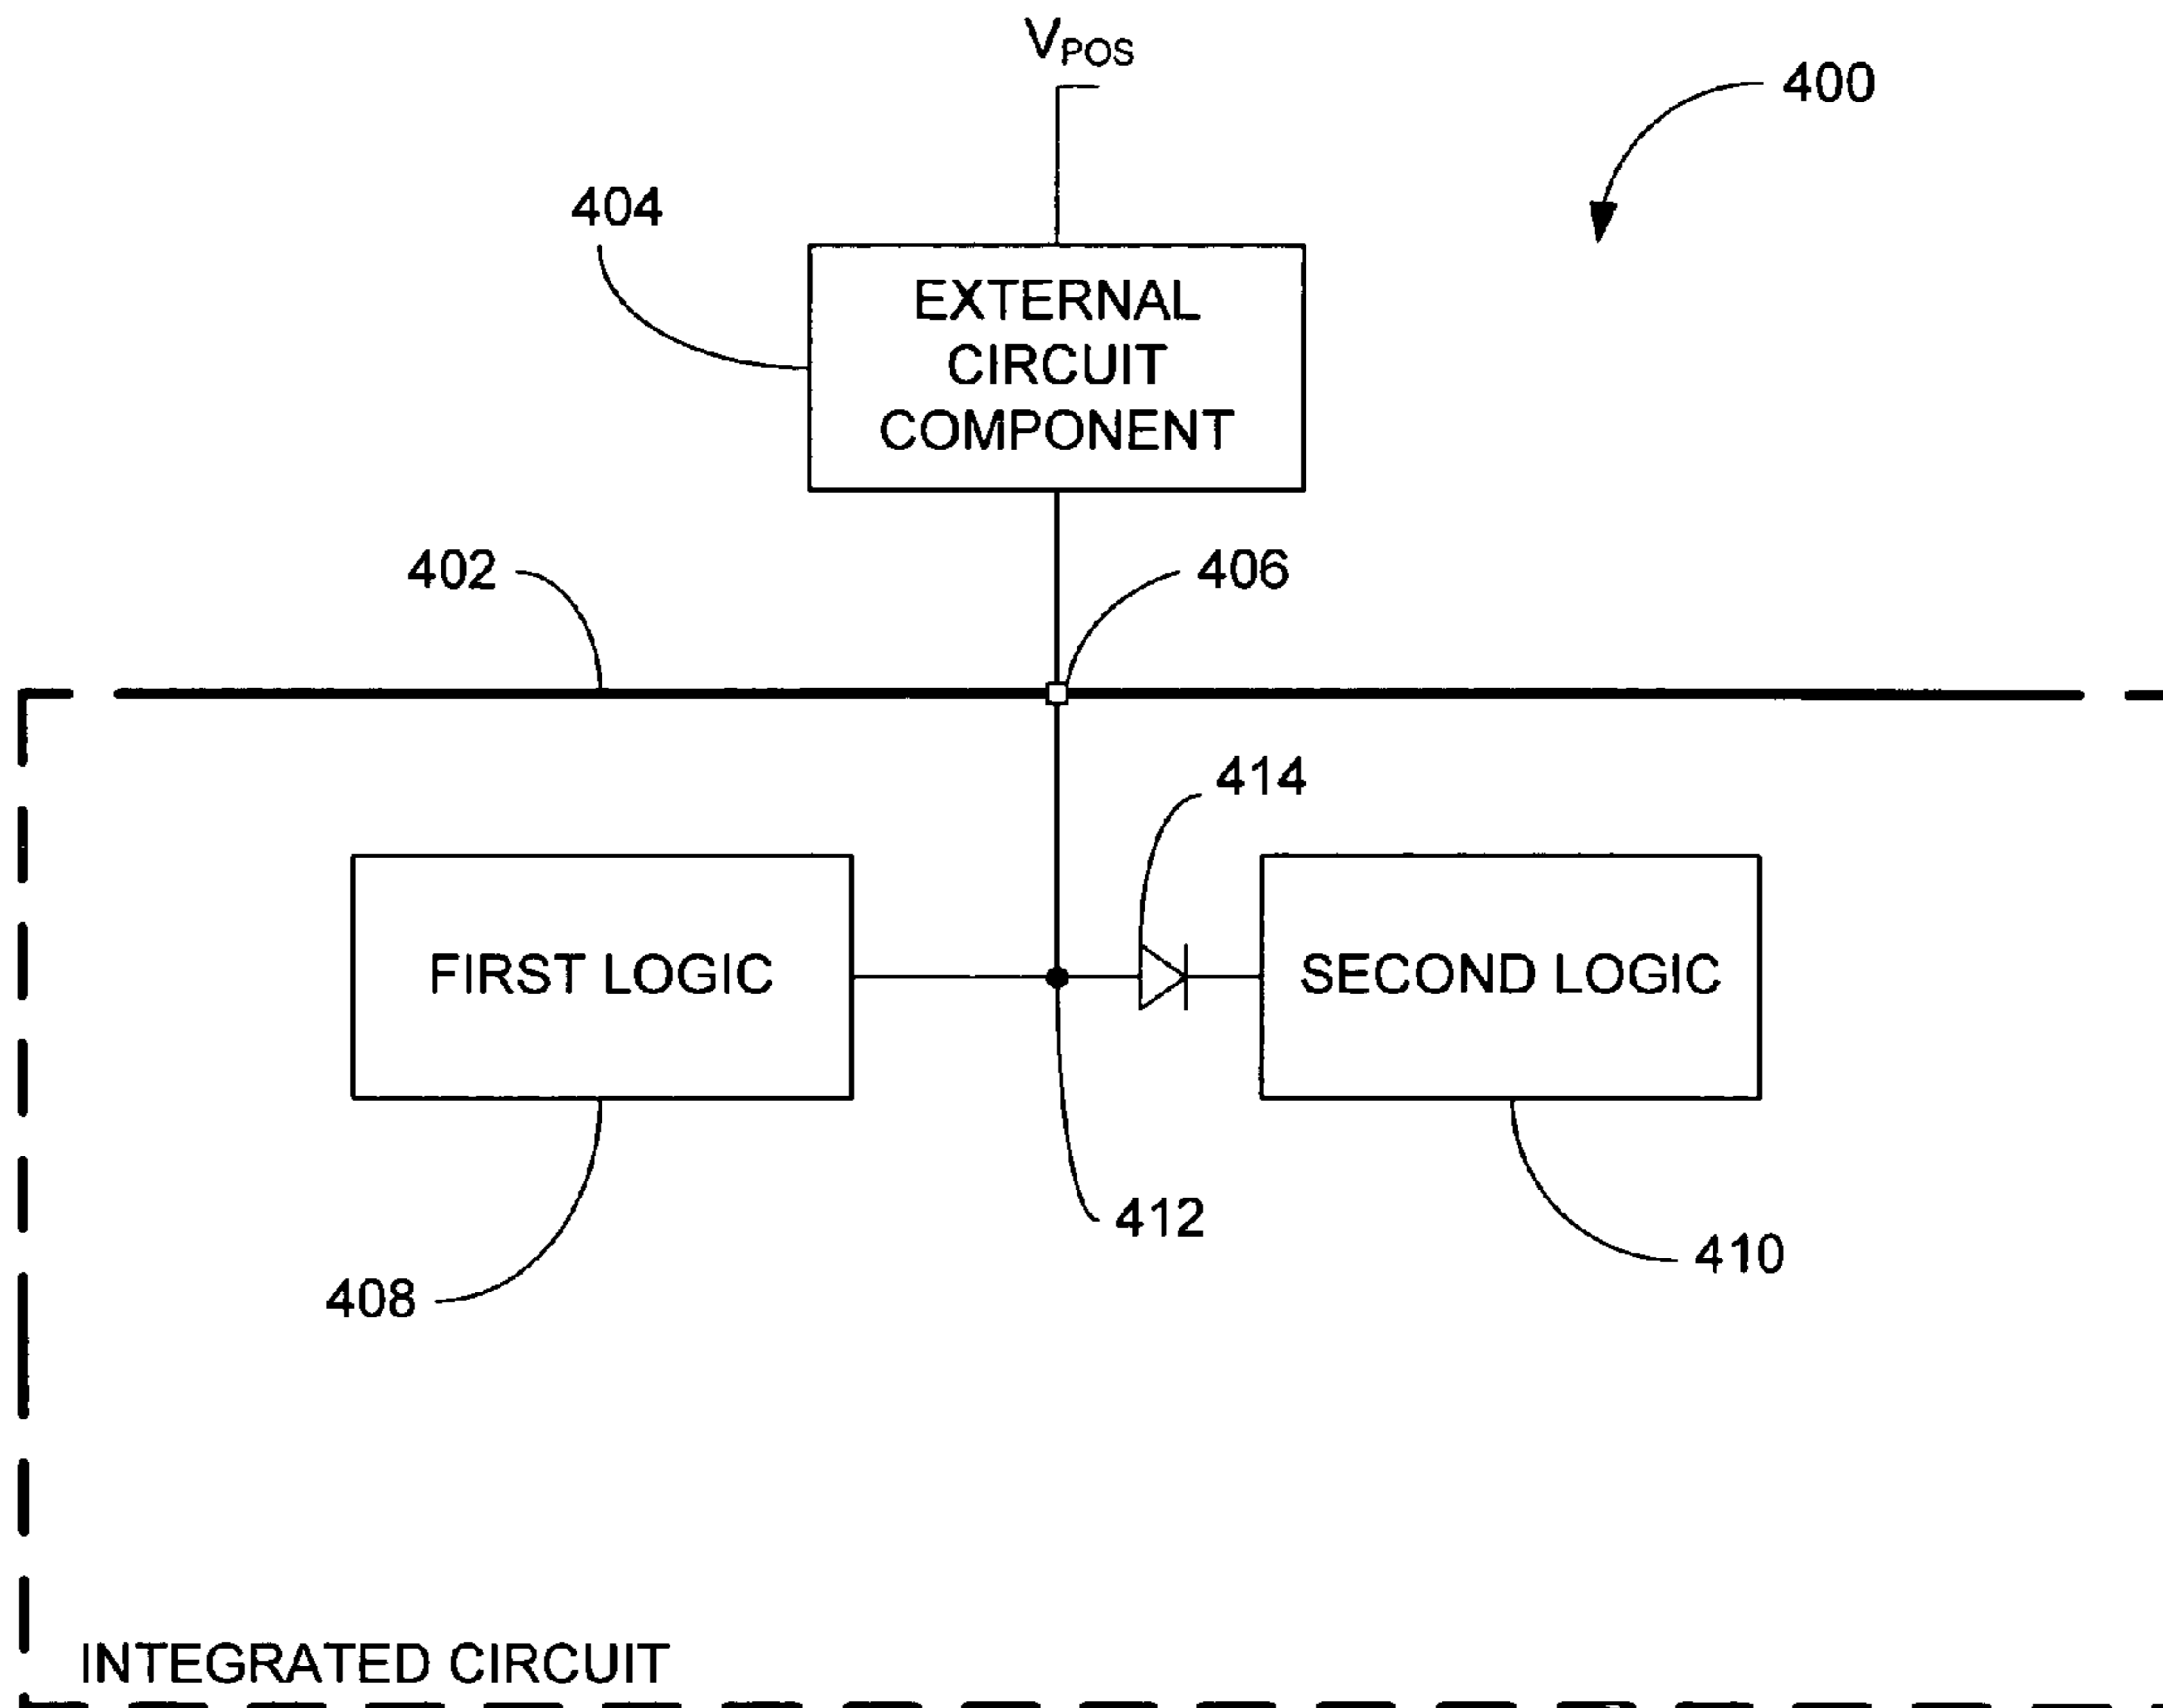 VPOS
400
404
EXTERNAL
CIRCUIT
COMPONENT
402
406
414
FIRST LOGIC
SECOND LOGIC
412
410
408
INTEGRATED CIRCUIT